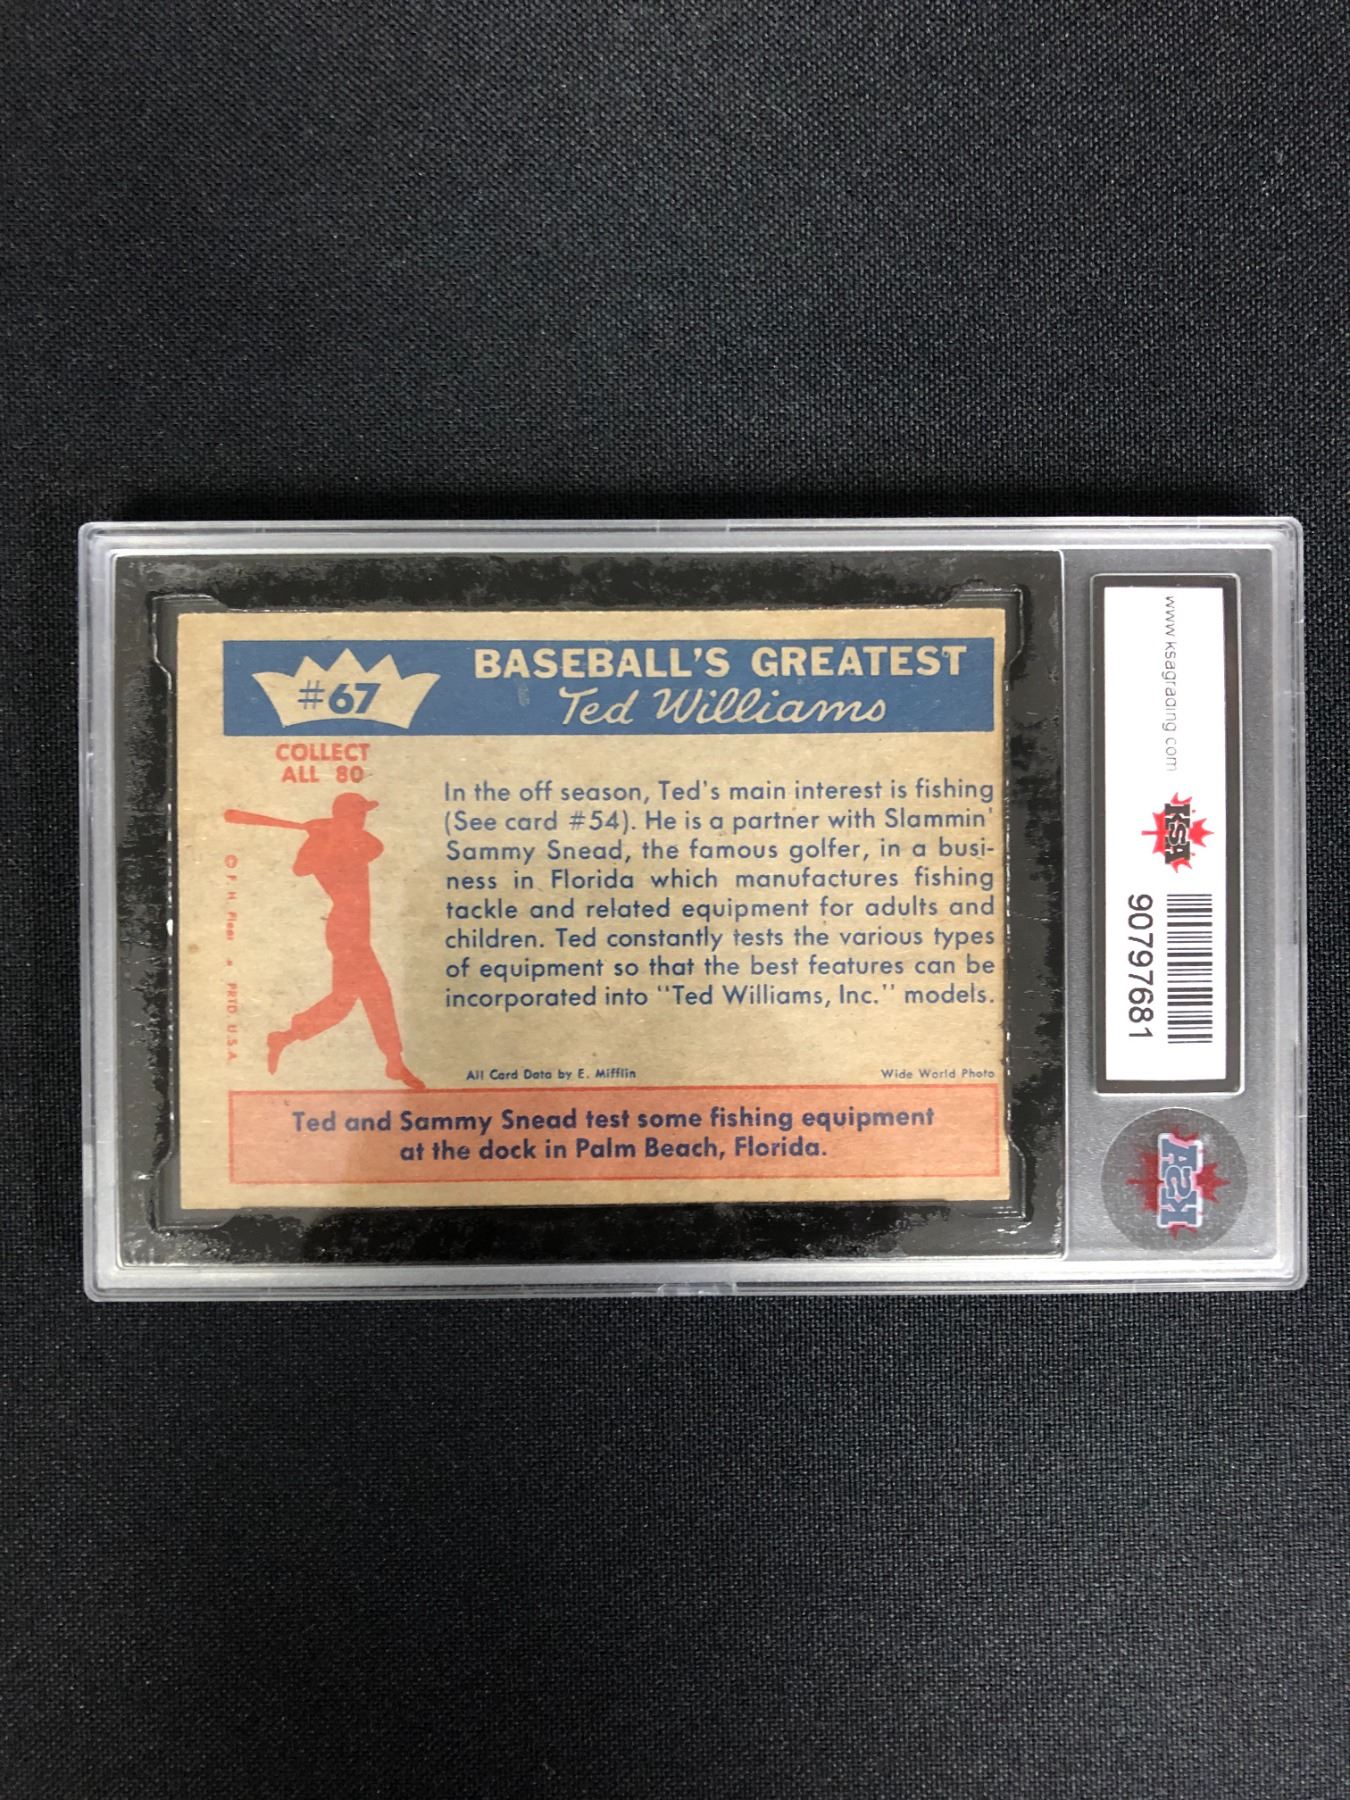 #67
BASEBALL'S GREATEST
Ted Williams
COLLECT
ALL 80
In the off season, Ted's main interest is fishing
(See card #54). He is a partner with Slammin'
Sammy Snead, the famous golfer, in a busi-
ness in Florida which manufactures fishing
tackle and related equipment for adults and
children. Ted constantly tests the various types
of equipment so that the best features can be
incorporated into "Ted Williams, Inc." models.
© F. H. Fleer • PRTD. U.S.A.
All Card Data by E. Mifflin
Wide World Photo
Ted and Sammy Snead test some fishing equipment
at the dock in Palm Beach, Florida.
www.ksagrading.com
KSA
90797681
KSA